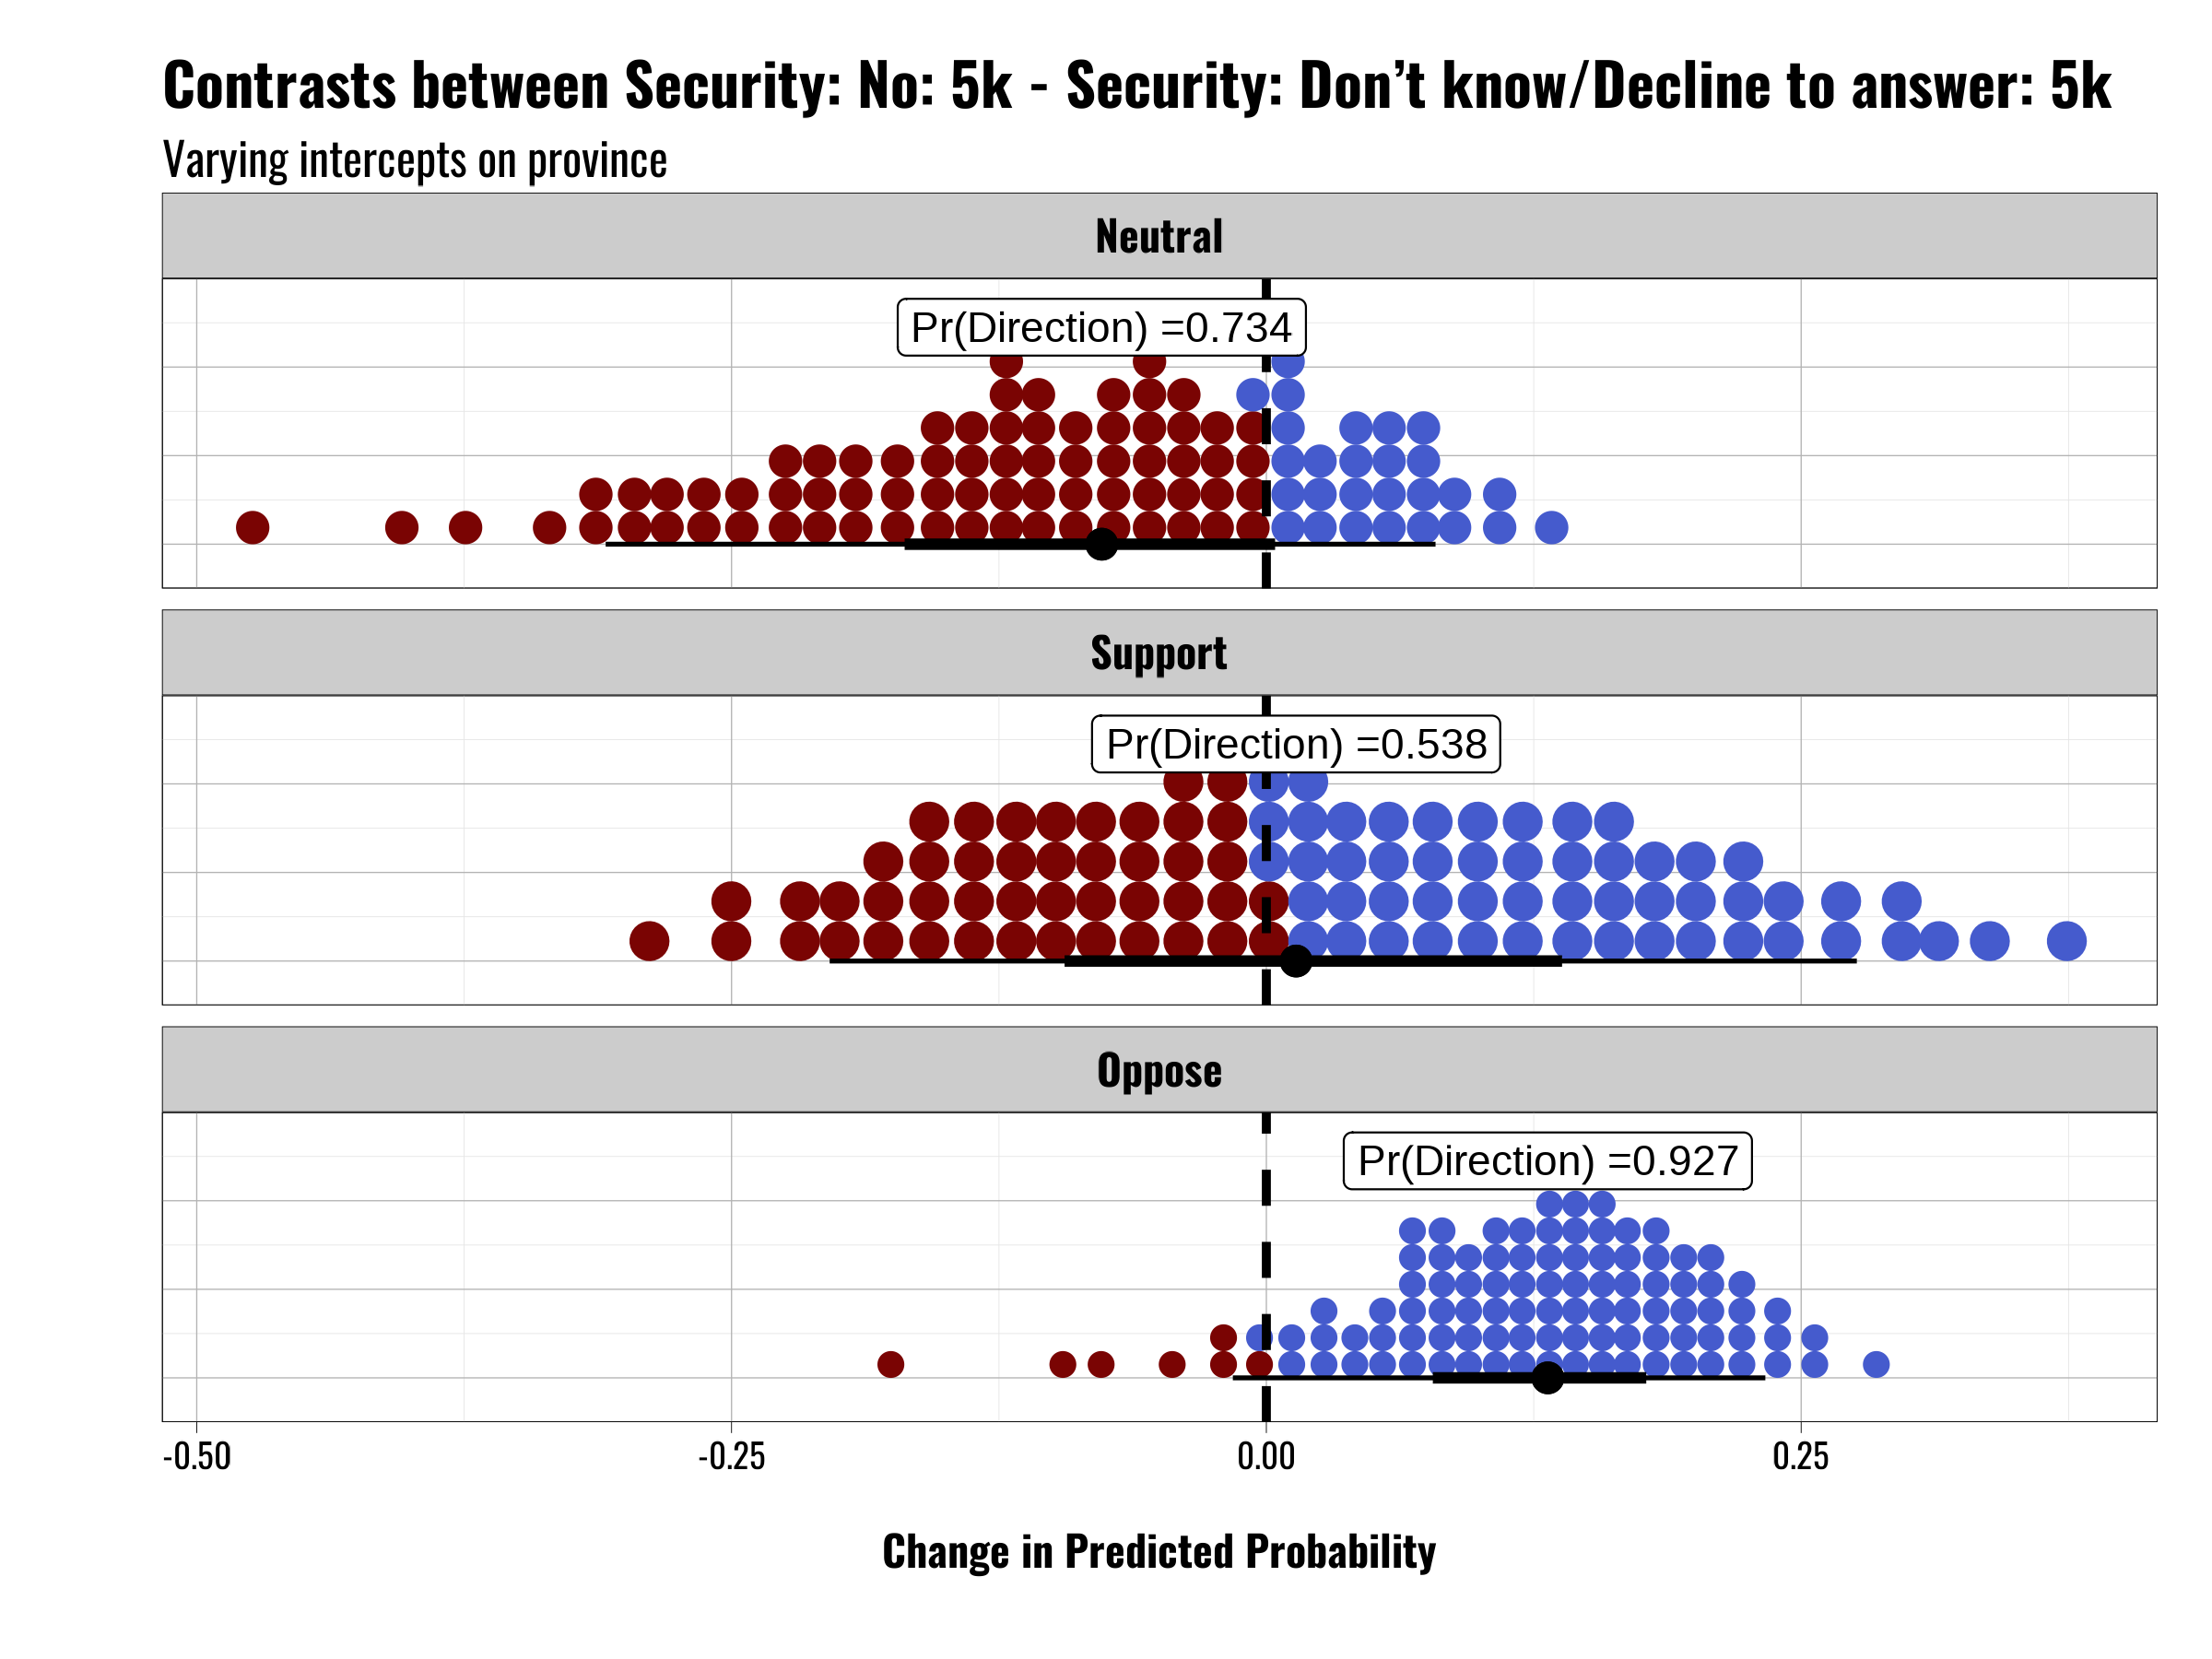 Contrasts between Security: No: 5k - Security: Don’t know/Decline to answer: 5k
Varying intercepts on province
Neutral
Pr(Direction) =0.734
Support
Pr(Direction) =0.538
Oppose
Pr(Direction) =0.927
-0.50 -0.25 0.00 0.25
Change in Predicted Probability